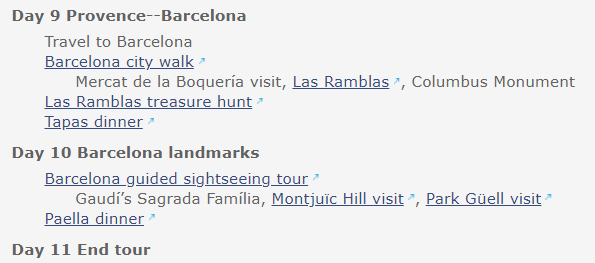 Day 9 Provence--Barcelona
Travel to Barcelona
Barcelona city walk
Mercat de la Boquería visit, Las Ramblas, Columbus Monument
Las Ramblas treasure hunt
Tapas dinner
Day 10 Barcelona landmarks
Barcelona guided sightseeing tour
Gaudí’s Sagrada Família, Montjuïc Hill visit, Park Güell visit
Paella dinner
Day 11 End tour